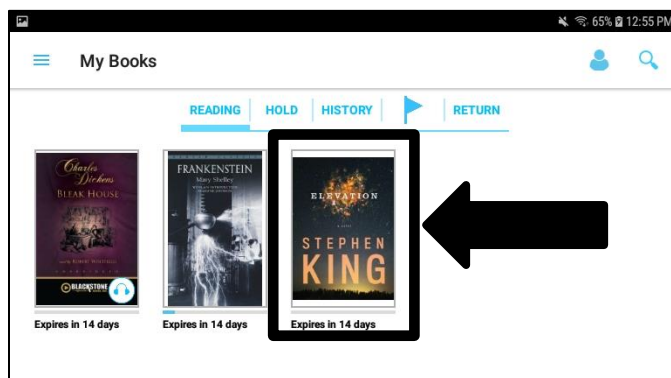 65% 12:55 PM
My Books
READING HOLD HISTORY RETURN
Charles
Dickens
BLEAK HOUSE
BLACKSTONE
Expires in 14 days
FRANKENSTEIN
Mary Shelley
Expires in 14 days
ELEVATION
STEPHEN
KING
Expires in 14 days